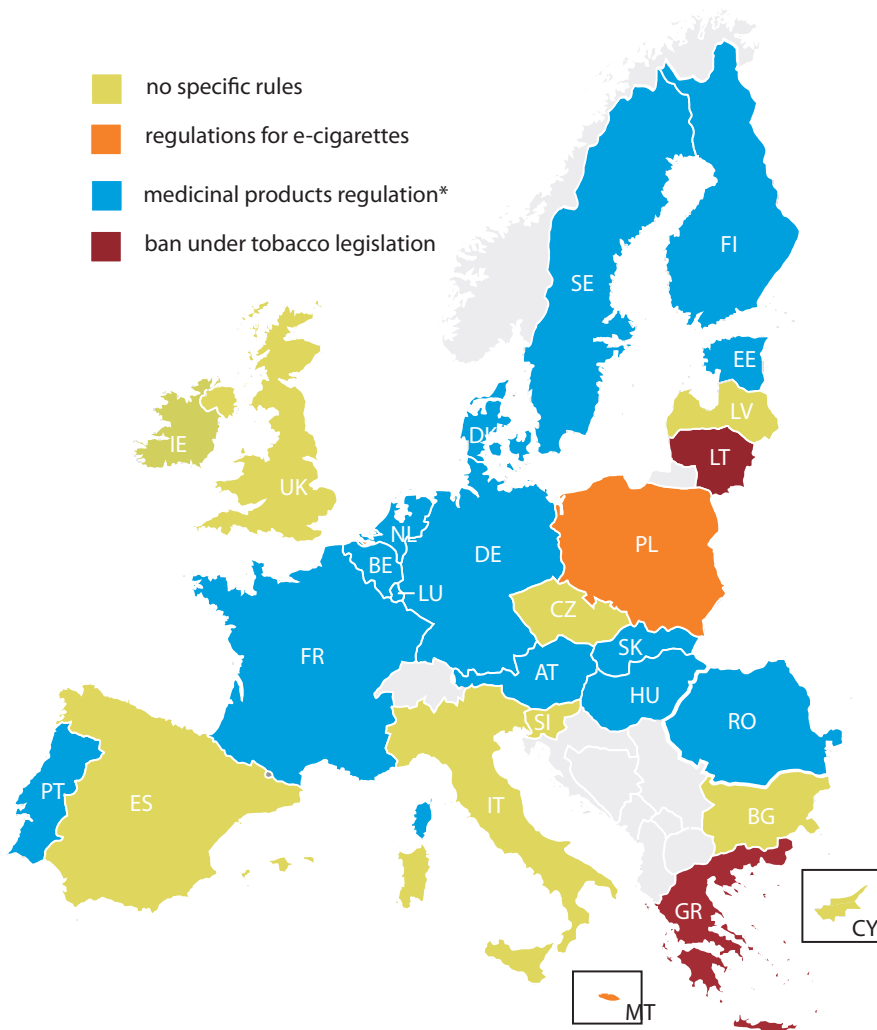 no specific rules
regulations for e-cigarettes
medicinal products regulation*
ban under tobacco legislation
FI
SE
EE
LV
DK
IE
LT
UK
NL
PL
DE
BE
LU
CZ
SK
FR
AT
HU
SI
RO
PT
ES
IT
BG
GR
CY
MT